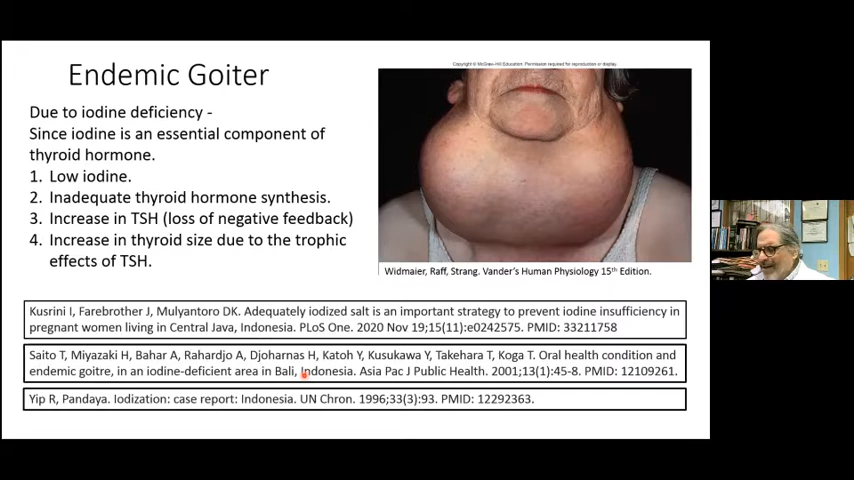 Endemic Goiter
Due to iodine deficiency -
Since iodine is an essential component of
thyroid hormone.
1. Low iodine.
2. Inadequate thyroid hormone synthesis.
3. Increase in TSH (loss of negative feedback)
4. Increase in thyroid size due to the trophic
effects of TSH.
Copyright © McGraw-Hill Education. Permission required for reproduction or display.
Widmaier, Raff, Strang. Vander's Human Physiology 15th Edition.
Kusrini I, Farebrother J, Mulyantoro DK. Adequately iodized salt is an important strategy to prevent iodine insufficiency in
pregnant women living in Central Java, Indonesia. PLoS One. 2020 Nov 19;15(11):e0242575. PMID: 33211758
Saito T, Miyazaki H, Bahar A, Rahardjo A, Djoharnas H, Katoh Y, Kusukawa Y, Takehara T, Koga T. Oral health condition and
endemic goitre, in an iodine-deficient area in Bali, Indonesia. Asia Pac J Public Health. 2001;13(1):45-8. PMID: 12109261.
Yip R, Pandaya. Iodization: case report: Indonesia. UN Chron. 1996;33(3):93. PMID: 12292363.